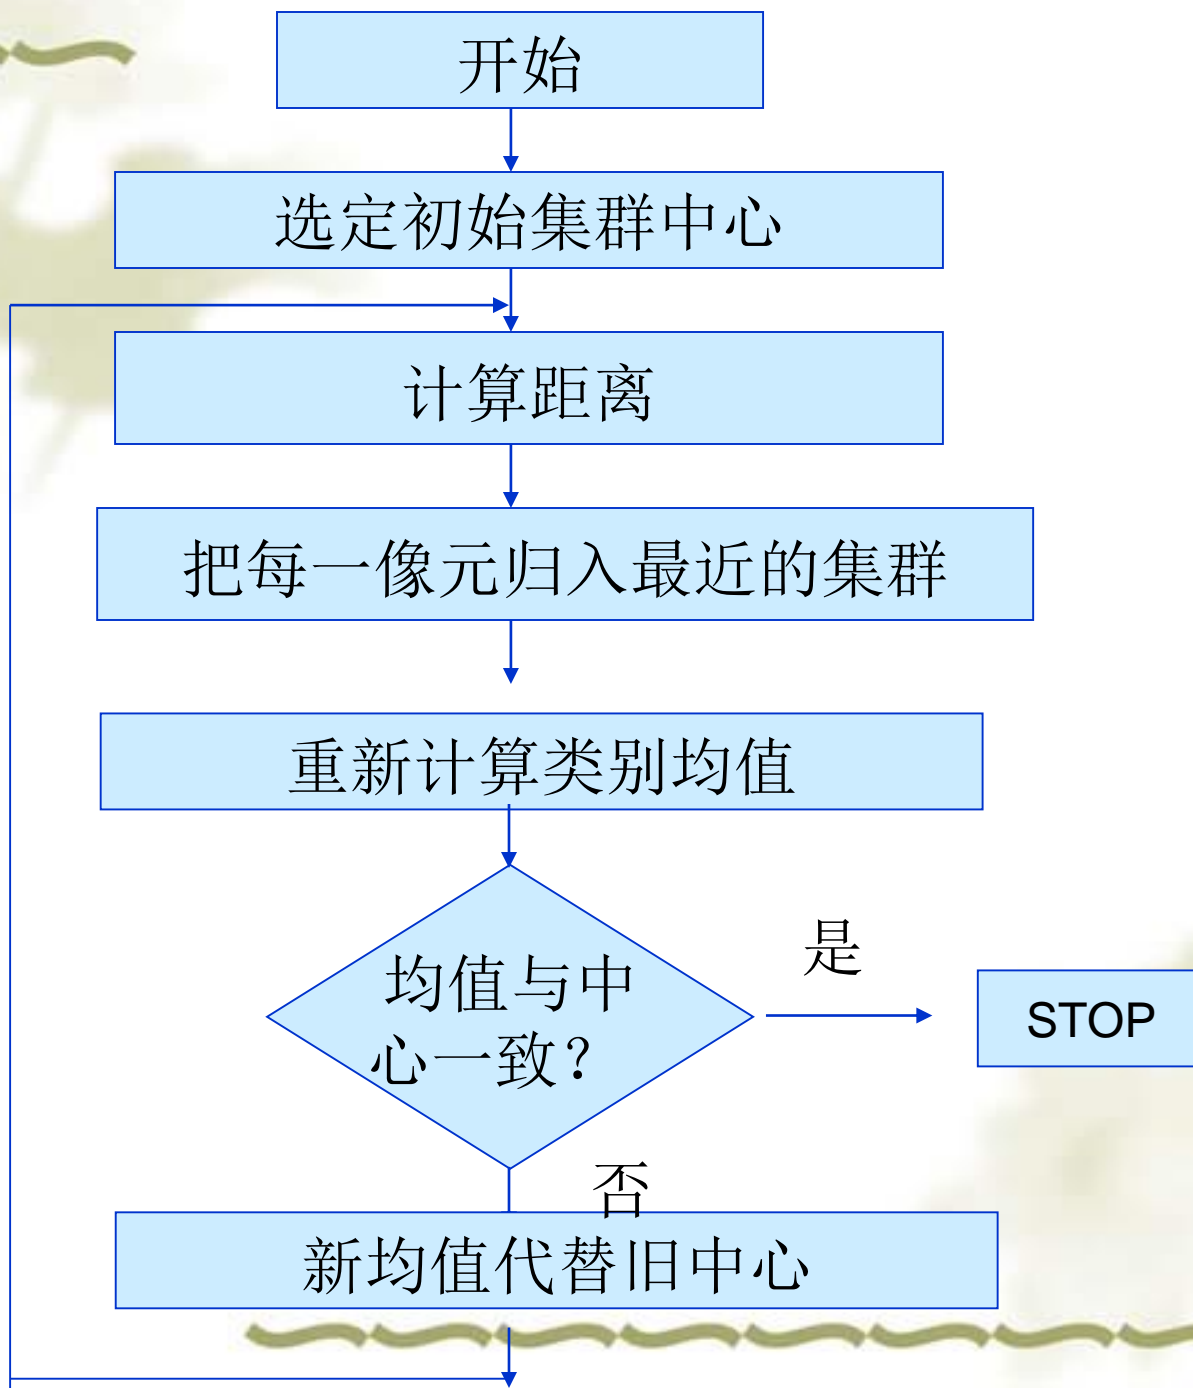 开始
选定初始集群中心
计算距离
把每一像元归入最近的集群
重新计算类别均值
均值与中
心一致？
是
STOP
否
新均值代替旧中心